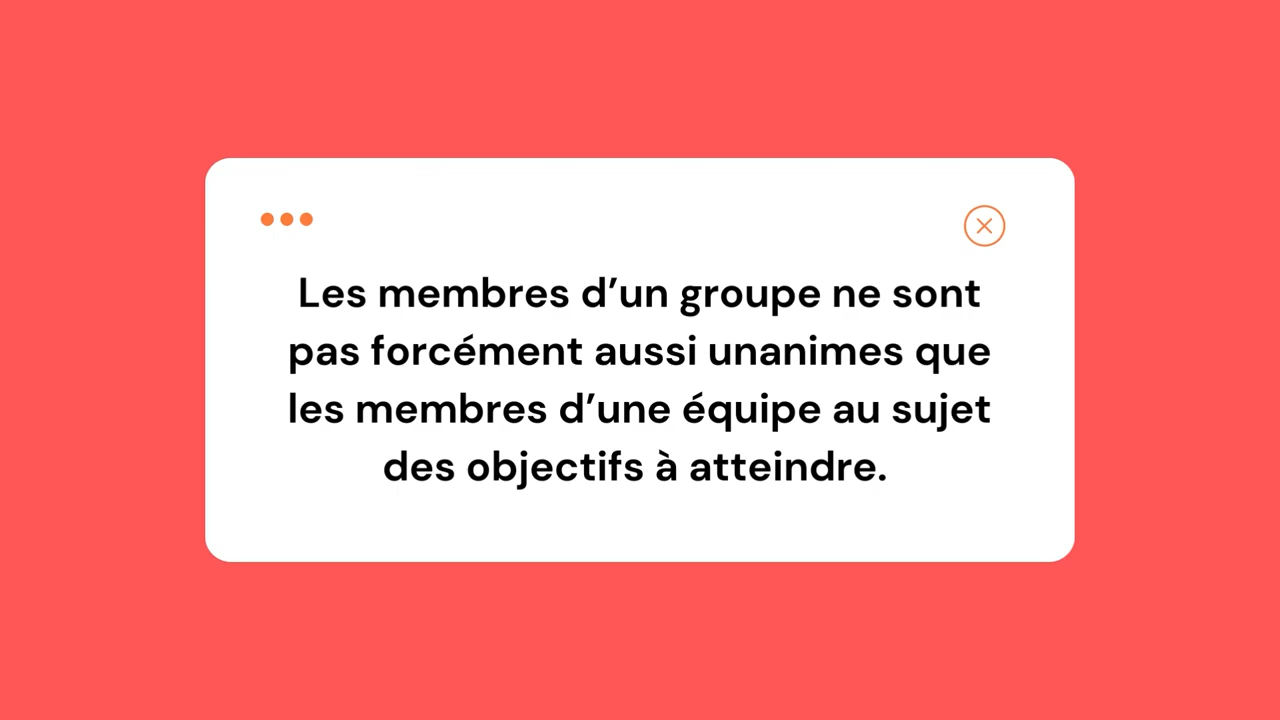 Les membres d’un groupe ne sont
pas forcément aussi unanimes que
les membres d’une équipe au sujet
des objectifs à atteindre.